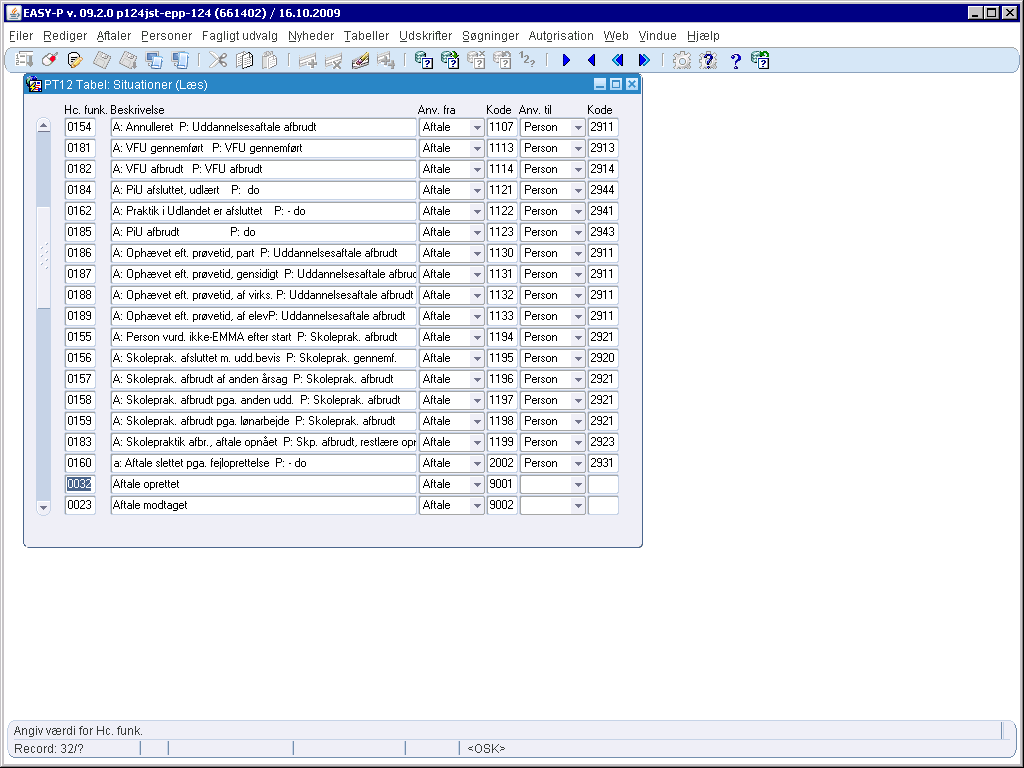 EASY-P v. 09.2.0 p124jst-epp-124 (661402) / 16.10.2009
Filer Rediger Aftaler Personer Fagligt udvalg Nyheder Tabeller Udskrifter Søgninger Autorisation Web Vindue Hjælp
PT12 Tabel: Situationer (Læs)
Hc. funk. Beskrivelse Anv. fra Kode Anv. til Kode
0154 A: Annulleret P: Uddannelsesaftale afbrudt Aftale 1107 Person 2911
0181 A: VFU gennemført P: VFU gennemført Aftale 1113 Person 2913
0182 A: VFU afbrudt P: VFU afbrudt Aftale 1114 Person 2914
0184 A: PiU afsluttet, udlært P: do Aftale 1121 Person 2944
0162 A: Praktik i Udlandet er afsluttet P: - do Aftale 1122 Person 2941
0185 A: PiU afbrudt P: do Aftale 1123 Person 2943
0186 A: Ophævet eft. prøvetid, part P: Uddannelsesaftale afbrudt Aftale 1130 Person 2911
0187 A: Ophævet eft. prøvetid, gensidigt P: Uddannelsesaftale afbrud Aftale 1131 Person 2911
0188 A: Ophævet eft. prøvetid, af virks. P: Uddannelsesaftale afbrudt Aftale 1132 Person 2911
0189 A: Ophævet eft. prøvetid, af elevP: Uddannelsesaftale afbrudt Aftale 1133 Person 2911
0155 A: Person vurd. ikke-EMMA efter start P: Skoleprak. afbrudt Aftale 1194 Person 2921
0156 A: Skoleprak. afsluttet m. udd.bevis P: Skoleprak. gennemf. Aftale 1195 Person 2920
0157 A: Skoleprak. afbrudt af anden årsag P: Skoleprak. afbrudt Aftale 1196 Person 2921
0158 A: Skoleprak. afbrudt pga. anden udd. P: Skoleprak. afbrudt Aftale 1197 Person 2921
0159 A: Skoleprak. afbrudt pga. lønarbejde P: Skoleprak. afbrudt Aftale 1198 Person 2921
0183 A: Skolepraktik afbr., aftale opnået P: Skp. afbrudt, restlære opr Aftale 1199 Person 2923
0160 a: Aftale slettet pga. fejloprettelse P: - do Aftale 2002 Person 2931
0032 Aftale oprettet Aftale 9001
0023 Aftale modtaget Aftale 9002
Angiv værdi for Hc. funk.
Record: 32/? <OSK>